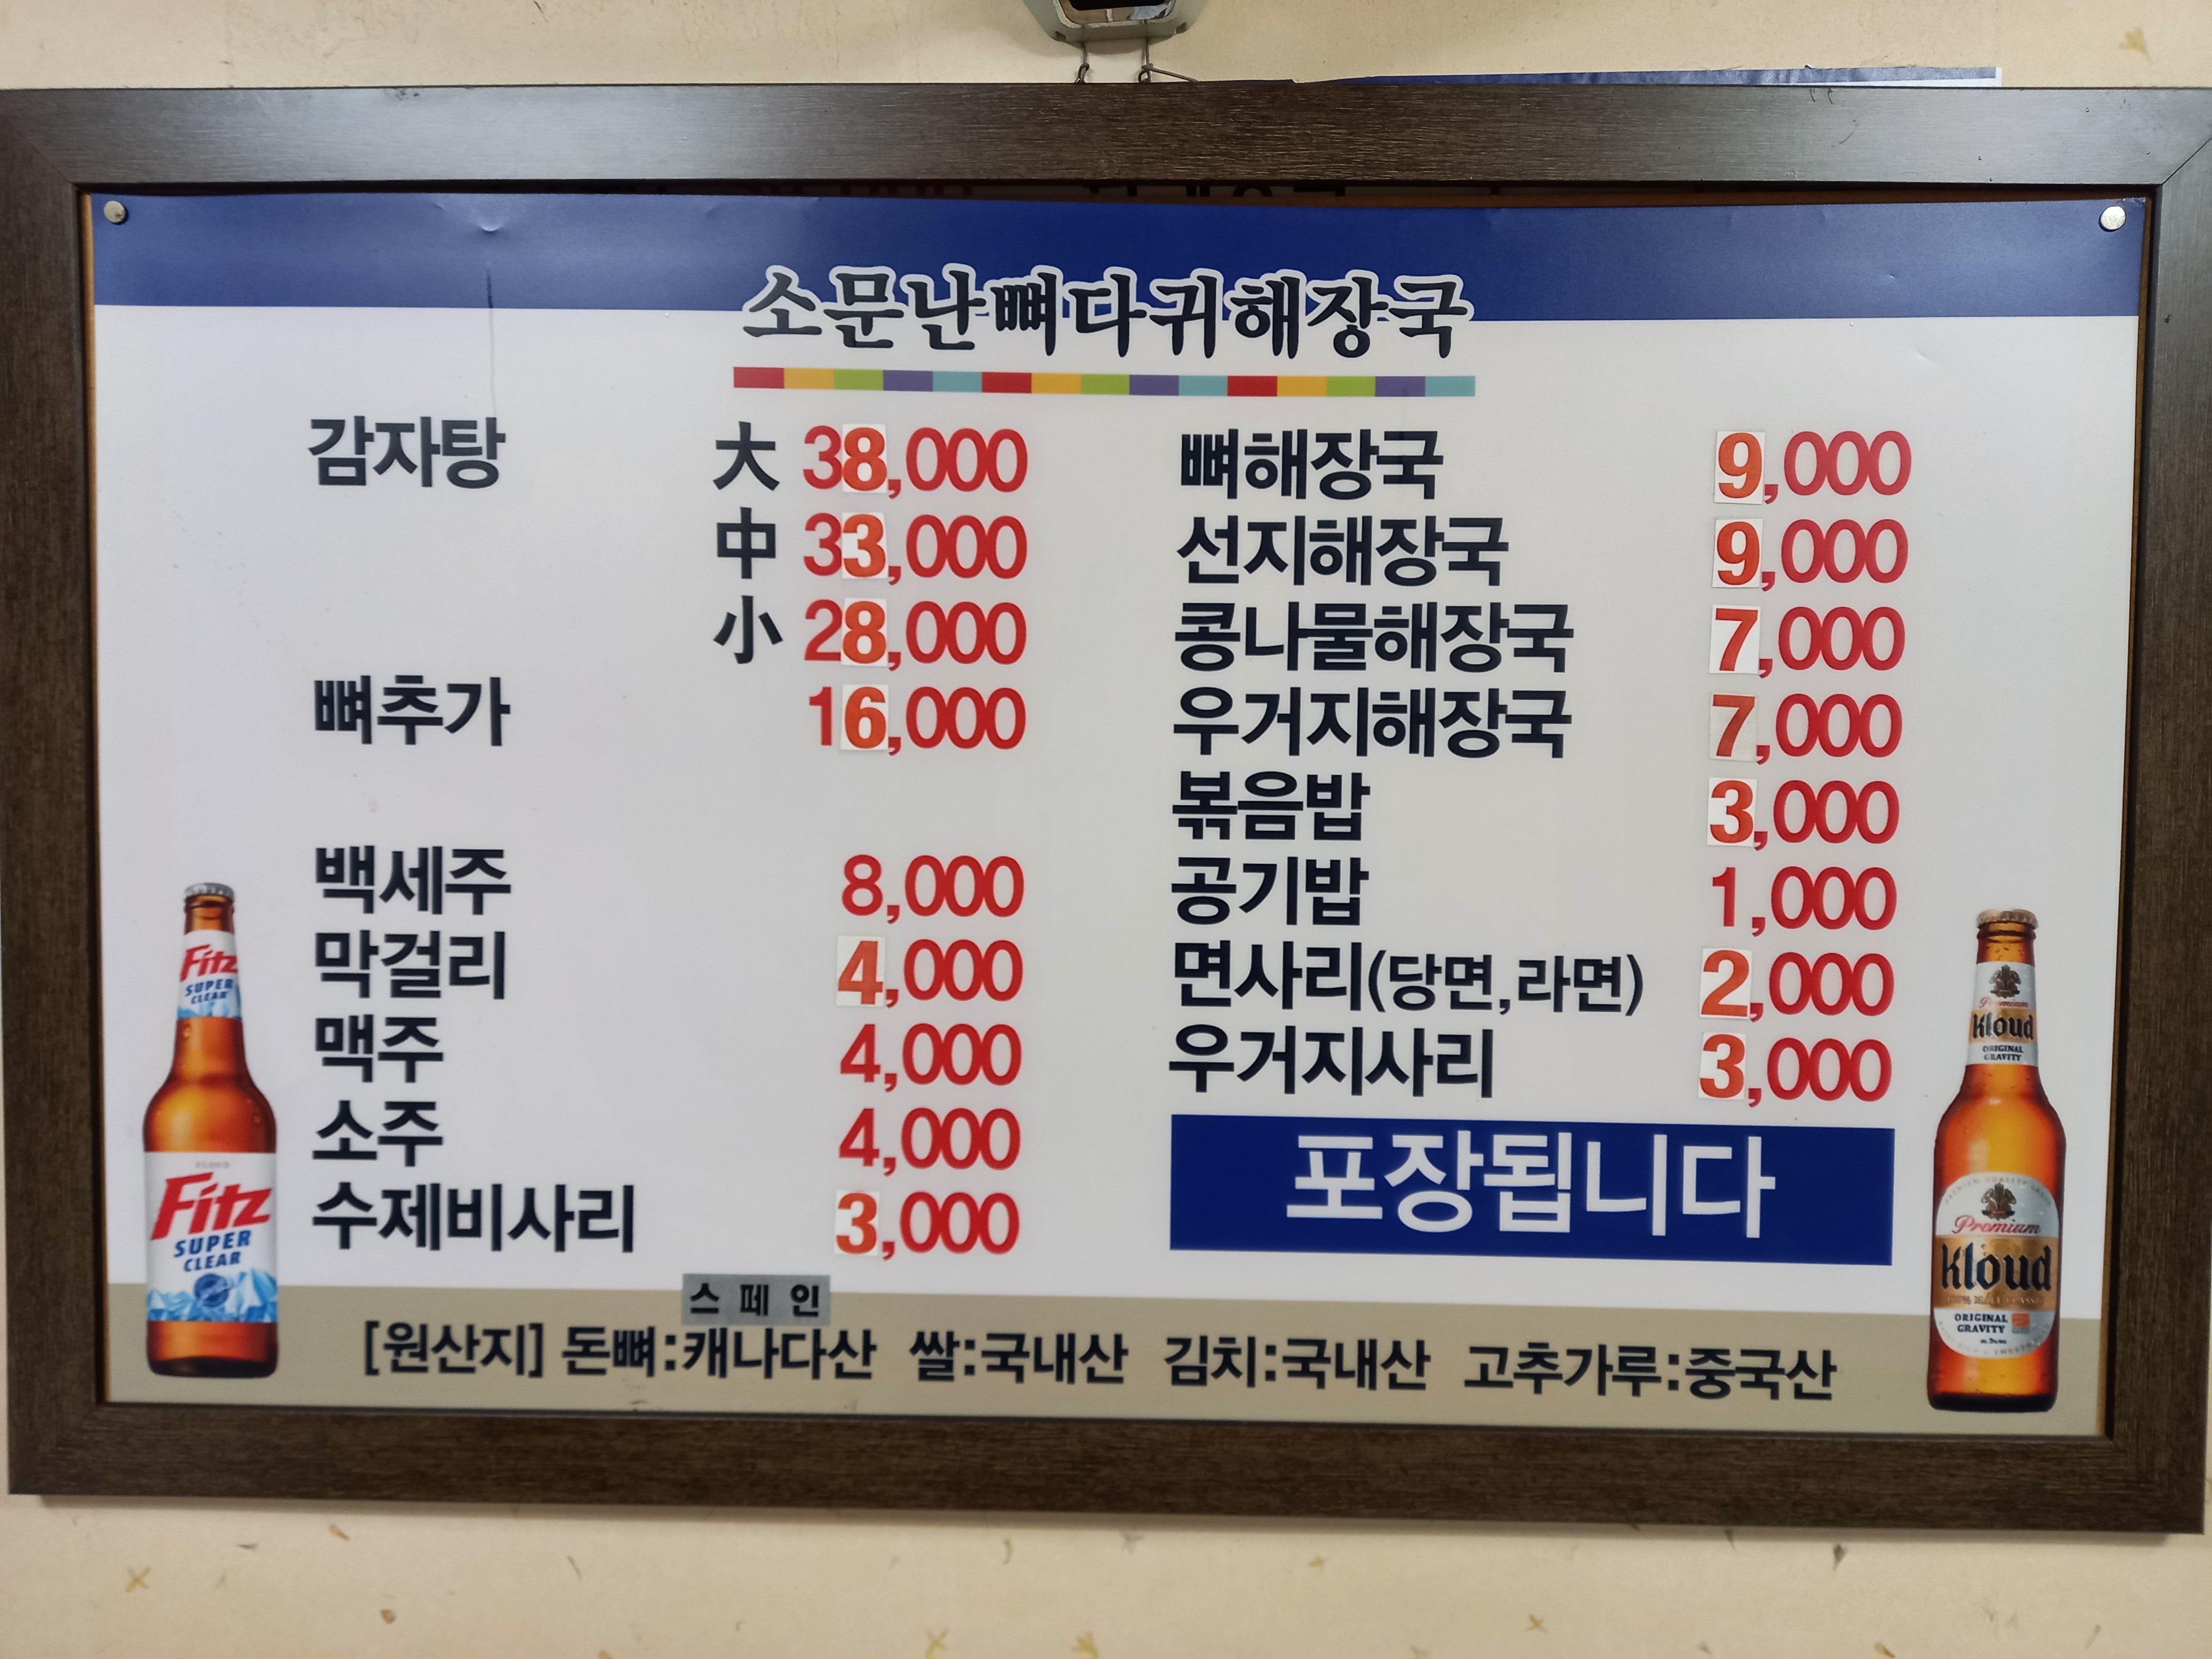 소문난뼈다귀해장국
감자탕 大 38,000
中 33,000
小 28,000
뼈추가 16,000
백세주 8,000
막걸리 4,000
맥주 4,000
소주 4,000
수제비사리 3,000
뼈해장국 9,000
선지해장국 9,000
콩나물해장국 7,000
우거지해장국 7,000
볶음밥 3,000
공기밥 1,000
면사리(당면,라면) 2,000
우거지사리 3,000
포장됩니다
스페인
[원산지] 돈뼈:캐나다산 쌀:국내산 김치:국내산 고추가루:중국산
Fitz
SUPER
CLEAR
KLOUD
Fitz
SUPER
CLEAR
Premium
Kloud
ORIGINAL
GRAVITY
Premium
Kloud
ORIGINAL
GRAVITY